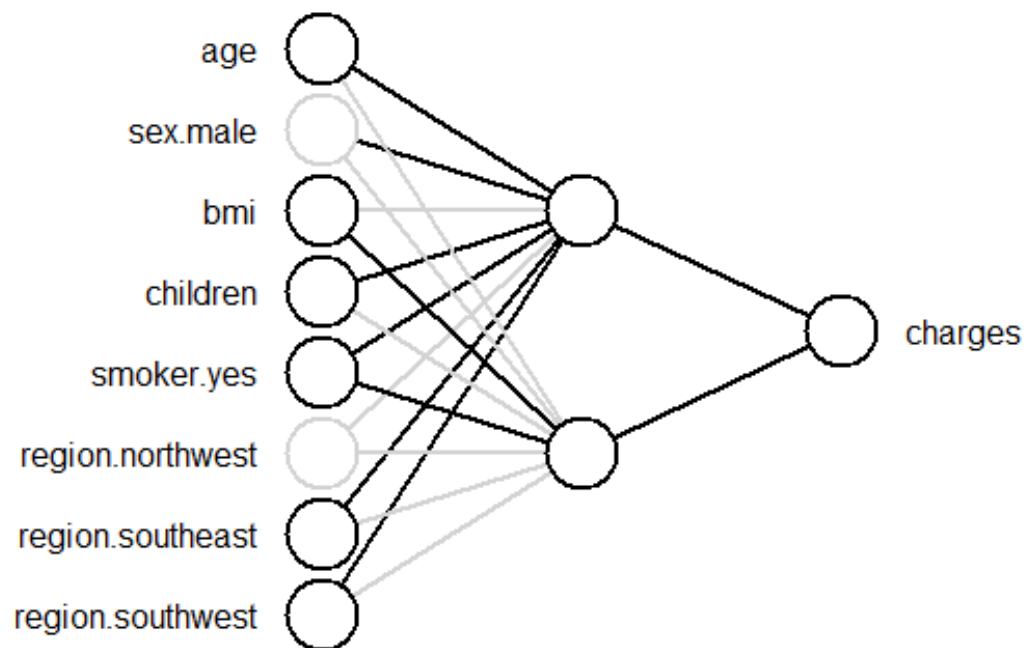 age
sex.male
bmi
children
smoker.yes
region.northwest
region.southeast
region.southwest
charges